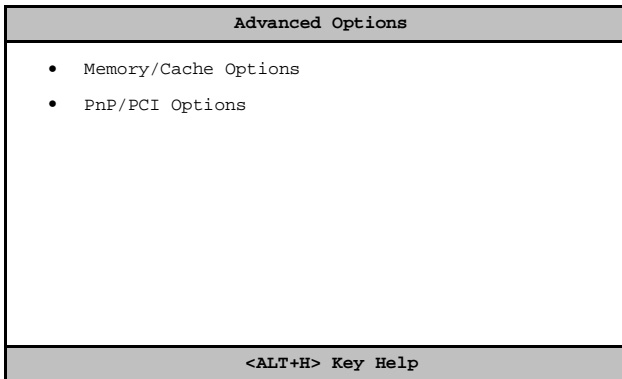 Advanced Options
• Memory/Cache Options
• PnP/PCI Options
<ALT+H> Key Help